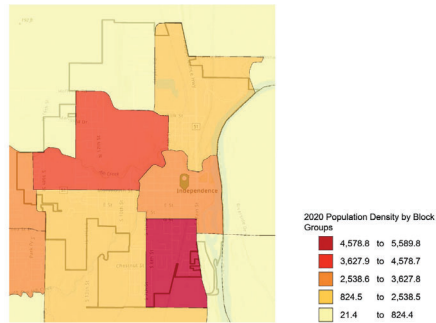 Independence
2020 Population Density by Block
Groups
4,578.8 to 5,589.8
3,627.9 to 4,578.7
2,538.6 to 3,627.8
824.5 to 2,538.5
21.4 to 824.4